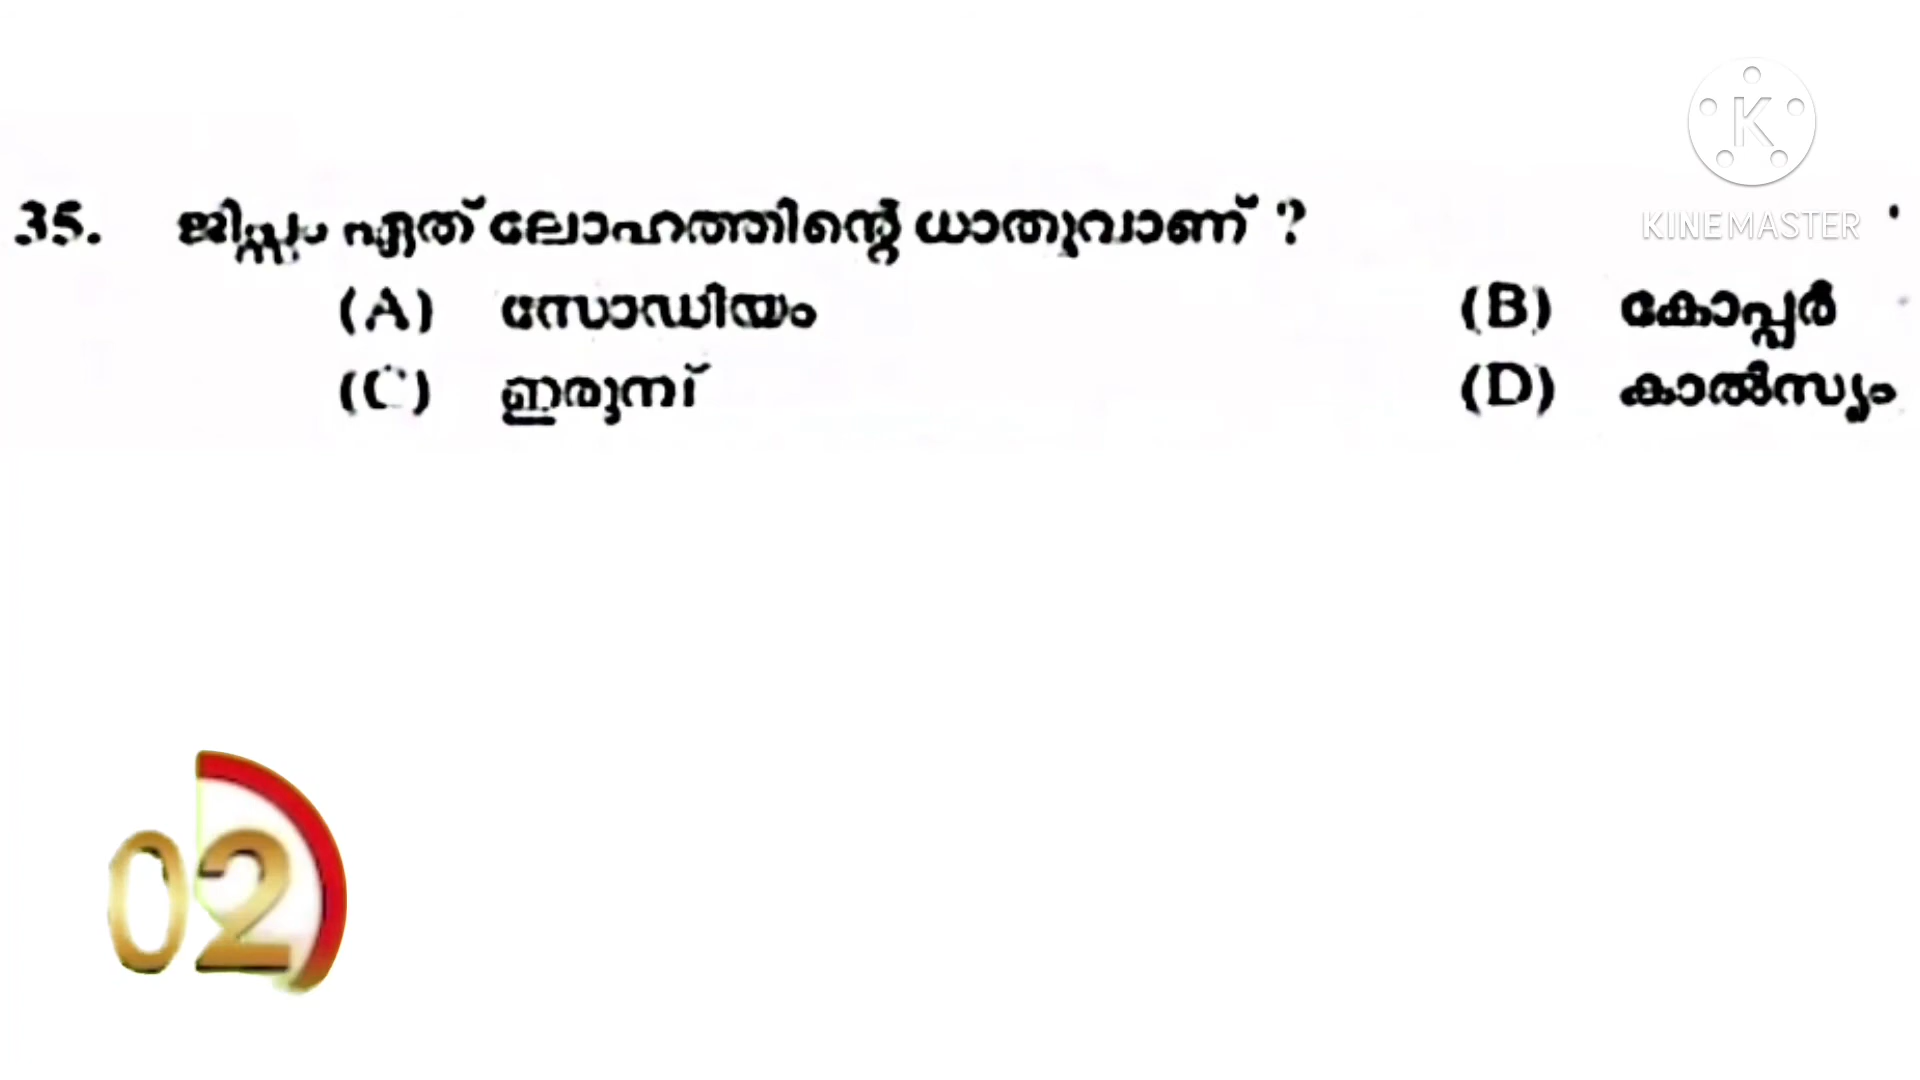 K
KINEMASTER
35. ജിപ്സം ഏത് ലോഹത്തിന്റെ ധാതുവാണ് ?
(A) സോഡിയം (B) കോപ്പർ
(C) ഇരുമ്പ് (D) കാൽസ്യം
02